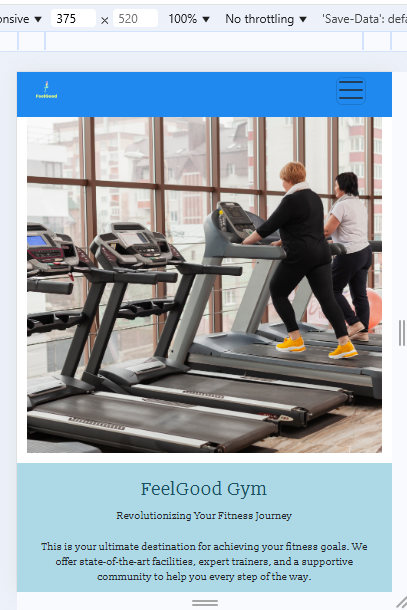 onsive ▼ 375 × 520 100% ▼ No throttling ▼ 'Save-Data': defa
FeelGood
FeelGood Gym
Revolutionizing Your Fitness Journey
This is your ultimate destination for achieving your fitness goals. We
offer state-of-the-art facilities, expert trainers, and a supportive
community to help you every step of the way.